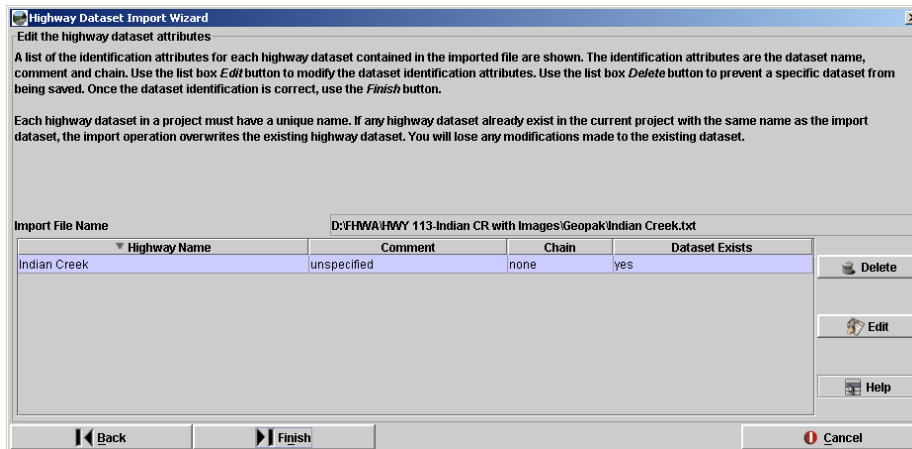 Highway Dataset Import Wizard
Edit the highway dataset attributes
A list of the identification attributes for each highway dataset contained in the imported file are shown. The identification attributes are the dataset name,
comment and chain. Use the list box Edit button to modify the dataset identification attributes. Use the list box Delete button to prevent a specific dataset from
being saved. Once the dataset identification is correct, use the Finish button.
Each highway dataset in a project must have a unique name. If any highway dataset already exist in the current project with the same name as the import
dataset, the import operation overwrites the existing highway dataset. You will lose any modifications made to the existing dataset.
Import File Name D:\FHWA\HWY 113-Indian CR with Images\Geopak\Indian Creek.txt
Highway Name Comment Chain Dataset Exists
Indian Creek unspecified none yes
Delete
Edit
Help
Back Finish Cancel